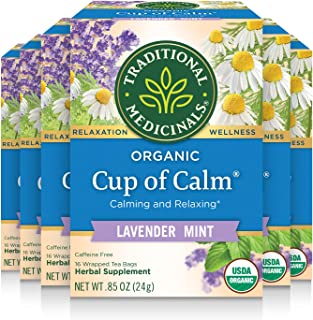 TRADITIONAL
MEDICINALS®
RELAXATION
WELLNESS
ORGANIC
Cup of Calm®
Calming and Relaxing*
LAVENDER MINT
Caffeine Free
16 Wrapped Tea Bags
Herbal Supplement
NET WT .85 OZ (24g)
USDA
ORGANIC